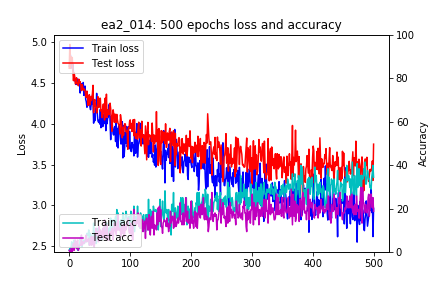 ea2_014: 500 epochs loss and accuracy
Train loss
Test loss
Train acc
Test acc
Loss
Accuracy
5.0
4.5
4.0
3.5
3.0
2.5
100
80
60
40
20
0
0
100
200
300
400
500